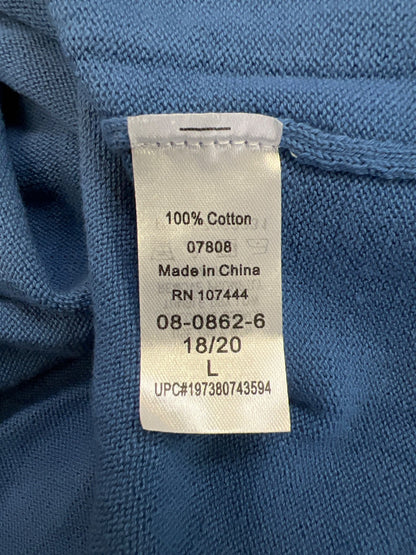 100% Cotton
07808
Made in China
RN 107444
08-0862-6
18/20
L
UPC#197380743594